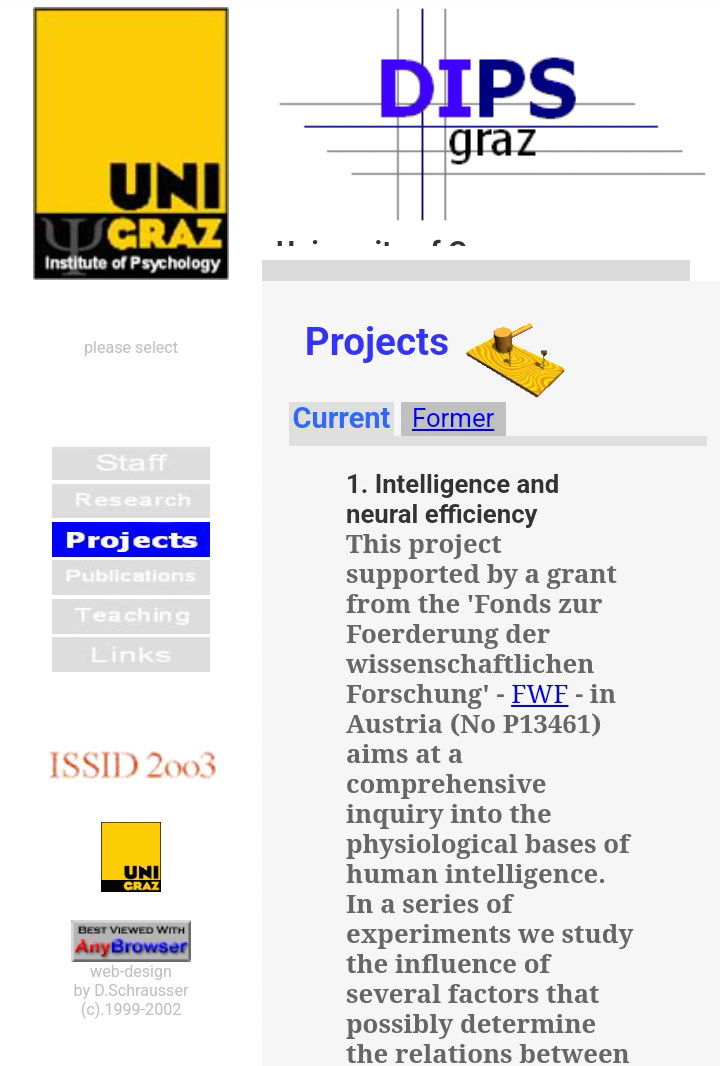 UNI
GRAZ
Institute of Psychology
please select
Staff
Research
Projects
Publications
Teaching
Links
ISSID 2003
UNI
GRAZ
BEST VIEWED WITH
AnyBrowser
web-design
by D.Schrausser
(c).1999-2002
DIPS
graz
Projects
Current Former
1. Intelligence and
neural efficiency
This project
supported by a grant
from the 'Fonds zur
Foerderung der
wissenschaftlichen
Forschung' - FWF - in
Austria (No P13461)
aims at a
comprehensive
inquiry into the
physiological bases of
human intelligence.
In a series of
experiments we study
the influence of
several factors that
possibly determine
the relations between